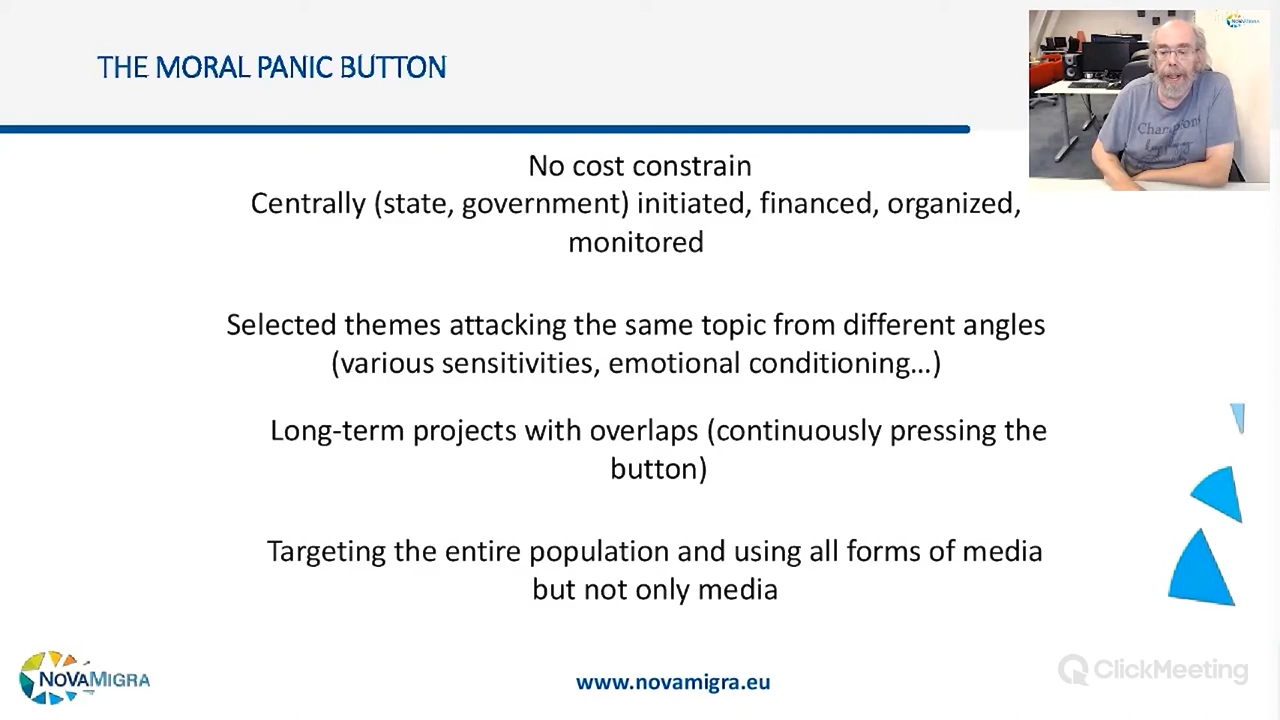 THE MORAL PANIC BUTTON
No cost constrain
Centrally (state, government) initiated, financed, organized,
monitored
Selected themes attacking the same topic from different angles
(various sensitivities, emotional conditioning...)
Long-term projects with overlaps (continuously pressing the
button)
Targeting the entire population and using all forms of media
but not only media
NOVAMIGRA
www.novamigra.eu
ClickMeeting